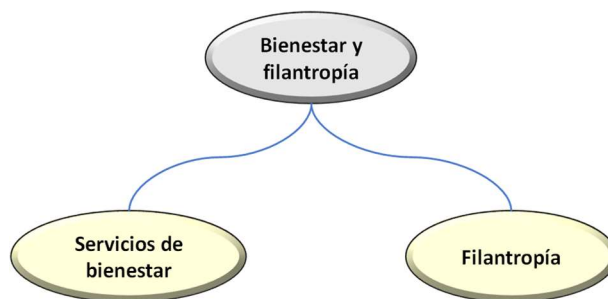 Bienestar y
filantropía
Servicios de
bienestar
Filantropía